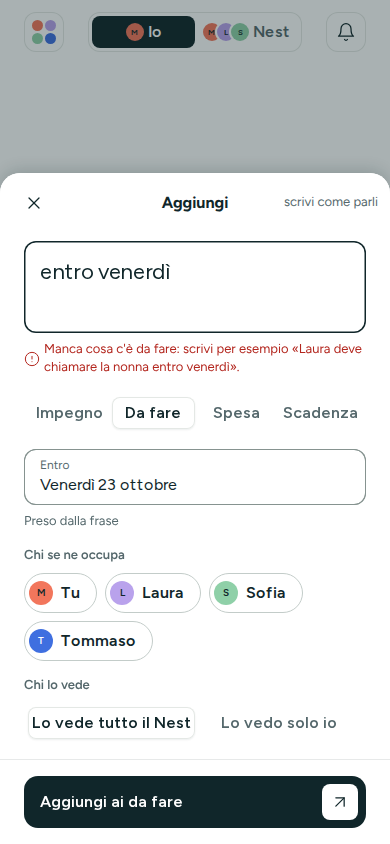 M Io
M L S Nest
Aggiungi
scrivi come parli
entro venerdì
Manca cosa c'è da fare: scrivi per esempio «Laura deve
chiamare la nonna entro venerdì».
Impegno Da fare Spesa Scadenza
Entro
Venerdì 23 ottobre
Preso dalla frase
Chi se ne occupa
M Tu L Laura S Sofia
T Tommaso
Chi lo vede
Lo vede tutto il Nest Lo vedo solo io
Aggiungi ai da fare